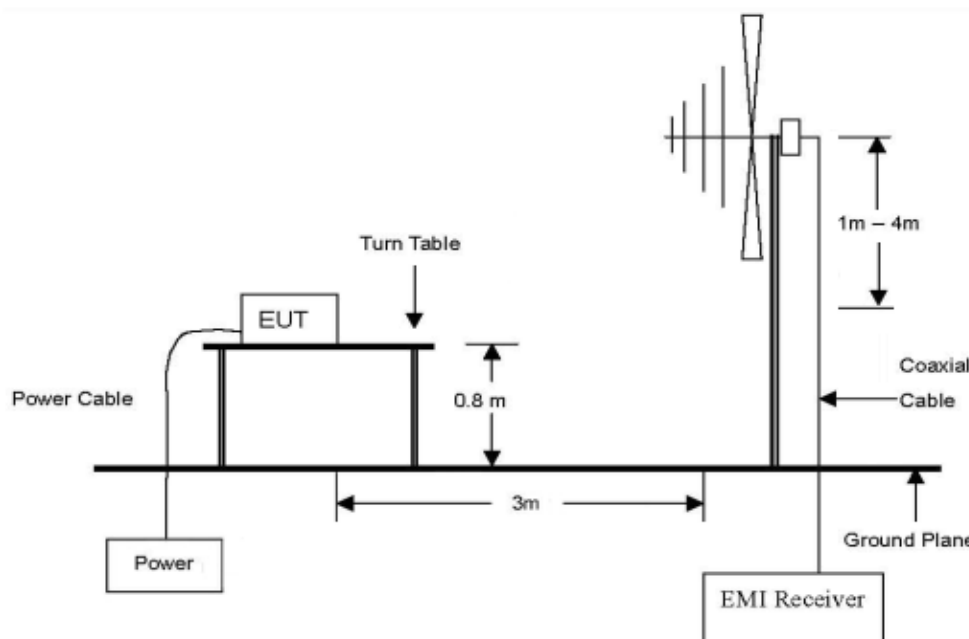 1m – 4m
Turn Table
EUT
Coaxial
Cable
Power Cable
0.8 m
3m
Ground Plane
Power
EMI Receiver